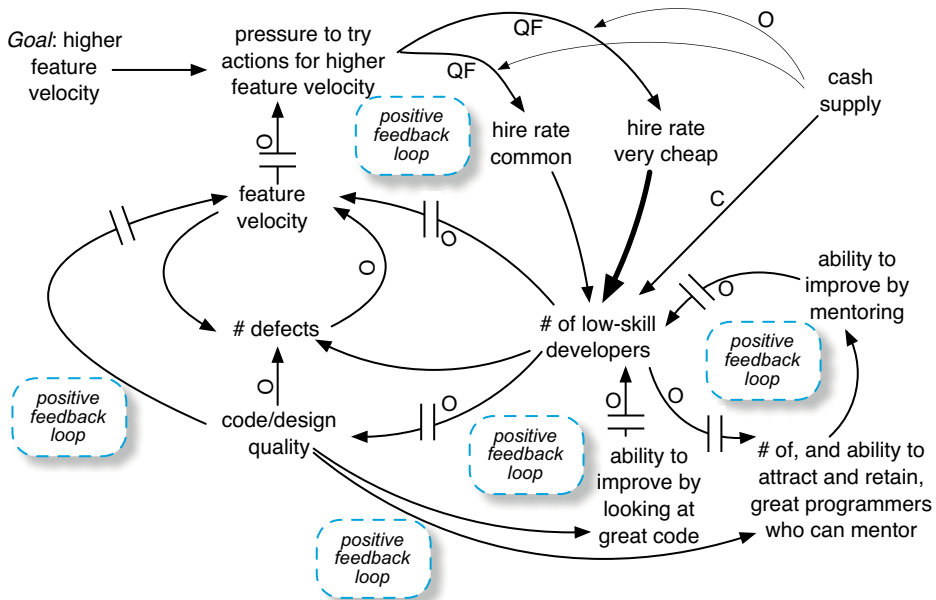 Goal: higher
feature
velocity
pressure to try
actions for higher
feature velocity
QF
QF
O
cash
supply
positive
feedback
loop
hire rate
common
hire rate
very cheap
O
feature
velocity
C
O
O
# defects
O
# of low-skill
developers
O
ability to
improve by
mentoring
positive
feedback
loop
positive
feedback
loop
O
code/design
quality
O
O
O
positive
feedback
loop
ability to
improve by
looking at
great code
# of, and ability to
attract and retain,
great programmers
who can mentor
positive
feedback
loop